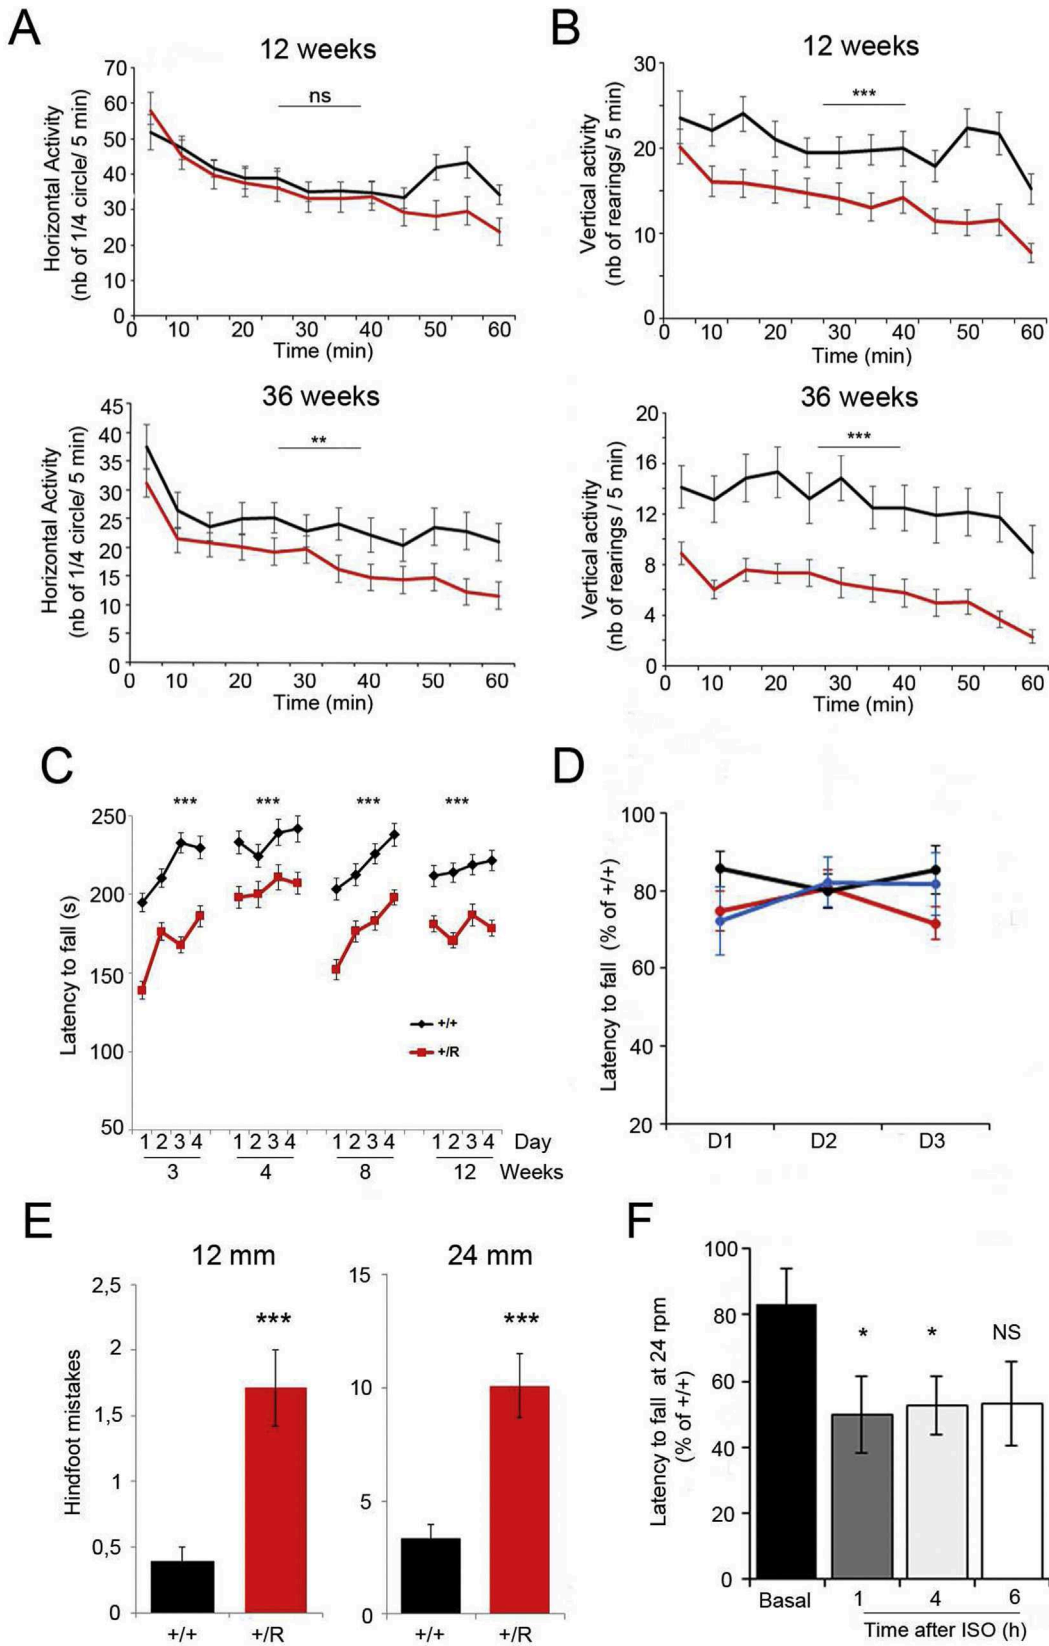 A
12 weeks
Horizontal Activity
(nb of 1/4 circle/ 5 min)
70
60
50
40
30
20
10
0
ns
0 10 20 30 40 50 60
Time (min)
36 weeks
Horizontal Activity
(nb of 1/4 circle/ 5 min)
45
40
35
30
25
20
15
10
5
0
**
0 10 20 30 40 50 60
Time (min)
B
12 weeks
Vertical activity
(nb of rearings/ 5 min)
30
20
10
0
***
0 10 20 30 40 50 60
Time (min)
36 weeks
Vertical activity
(nb of rearings / 5 min)
20
16
12
8
4
0
***
0 10 20 30 40 50 60
Time (min)
C
Latency to fall (s)
250
200
150
100
50
*** *** *** ***
+/+
+/R
1 2 3 4 1 2 3 4 1 2 3 4 1 2 3 4 Day
3 4 8 12 Weeks
D
Latency to fall (% of +/+)
100
80
60
40
20
D1 D2 D3
E
Hindfoot mistakes
12 mm
2,5
2
1,5
1
0,5
0
***
+/+ +/R
24 mm
15
10
5
0
***
+/+ +/R
F
Latency to fall at 24 rpm
(% of +/+)
100
80
60
40
20
0
* * NS
Basal 1 4 6
Time after ISO (h)